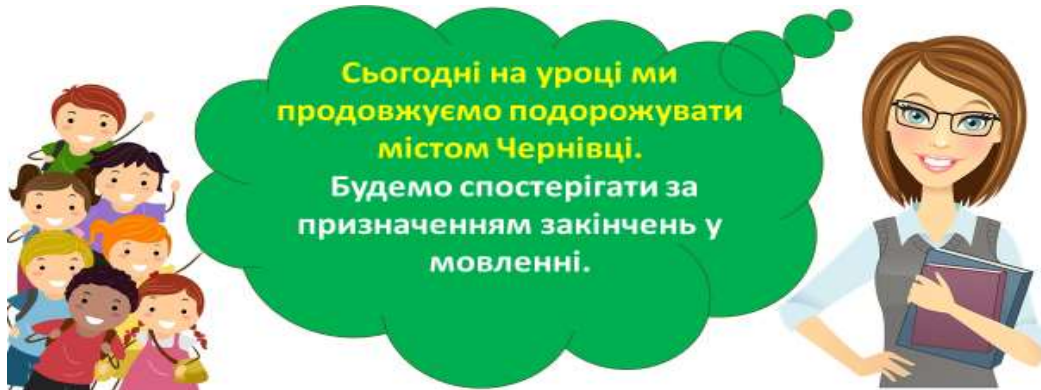 Сьогодні на уроці ми
продовжуємо подорожувати
містом Чернівці.
Будемо спостерігати за
призначенням закінчень у
мовленні.